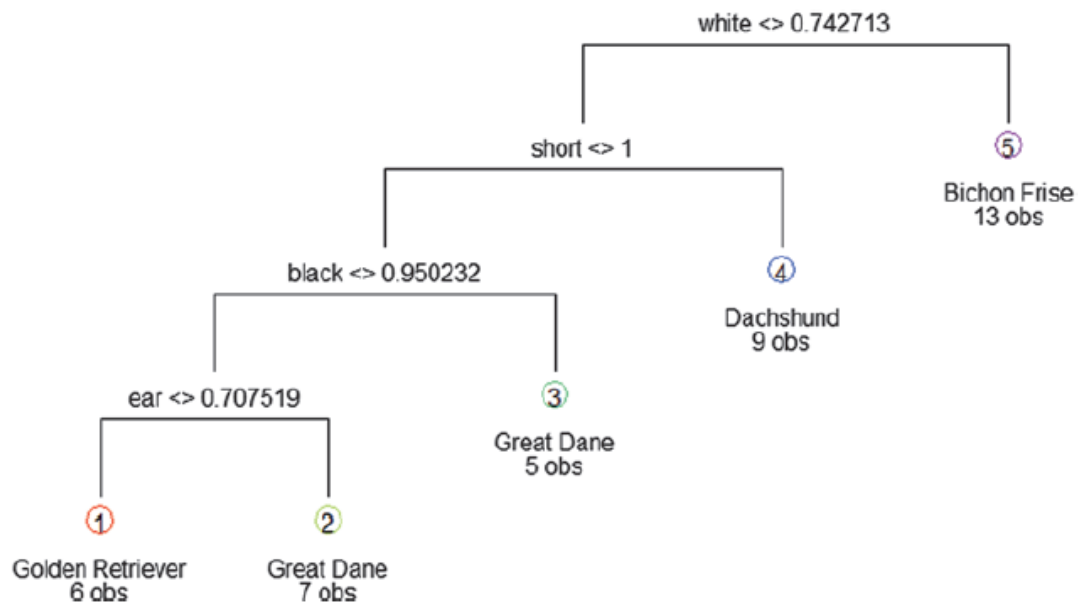 white <> 0.742713
short <> 1
5
Bichon Frise
13 obs
black <> 0.950232
4
Dachshund
9 obs
ear <> 0.707519
3
Great Dane
5 obs
1
2
Golden Retriever
6 obs
Great Dane
7 obs